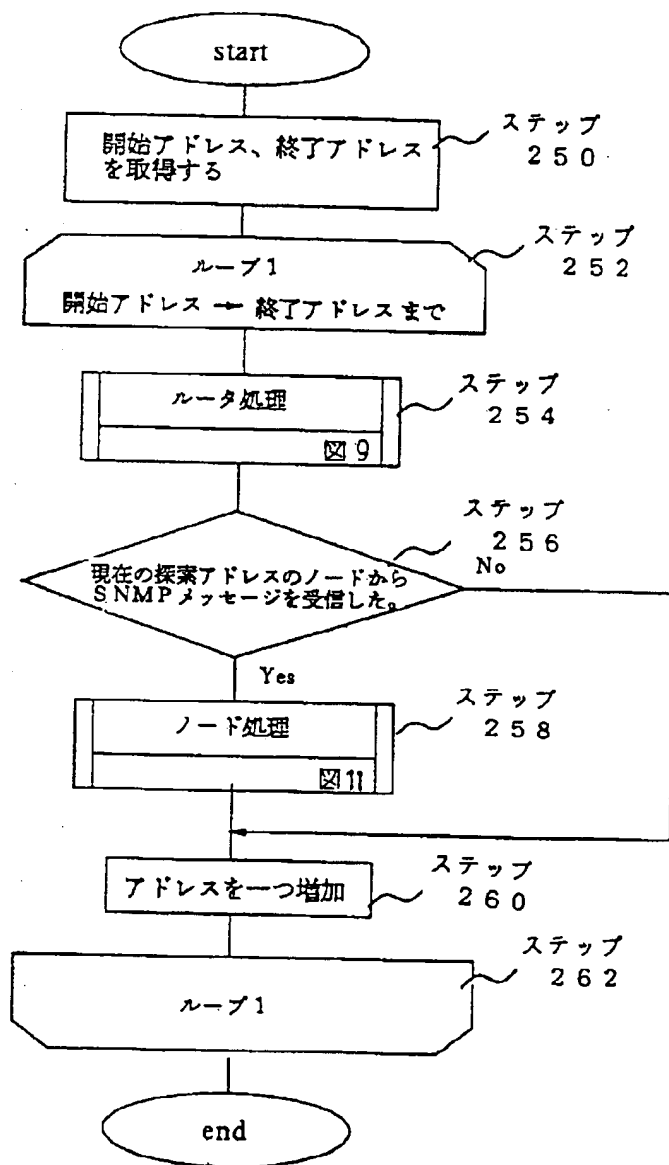 start
開始アドレス、終了アドレス
を取得する
ステップ
250
ループ1
開始アドレス → 終了アドレスまで
ステップ
252
ルータ処理
図9
ステップ
254
現在の探索アドレスのノードから
SNMPメッセージを受信した。
ステップ
256
No
Yes
ノード処理
図11
ステップ
258
アドレスを一つ増加
ステップ
260
ループ1
ステップ
262
end